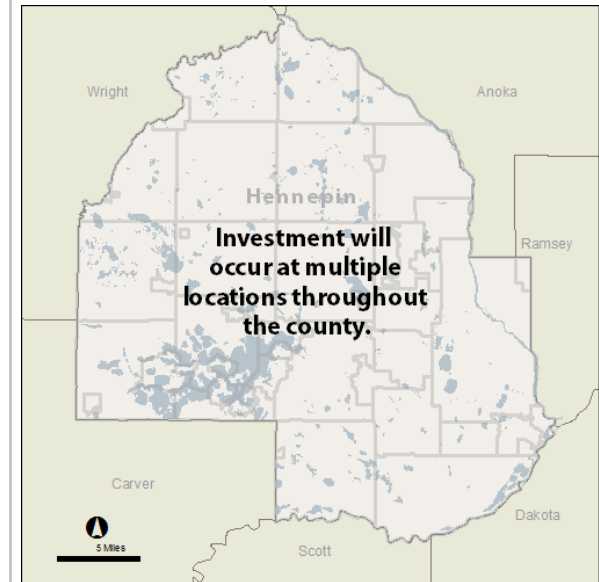 Wright
Anoka
Hennepin
Investment will
occur at multiple
locations throughout
the county.
Ramsey
Carver
Dakota
5 Miles
Scott